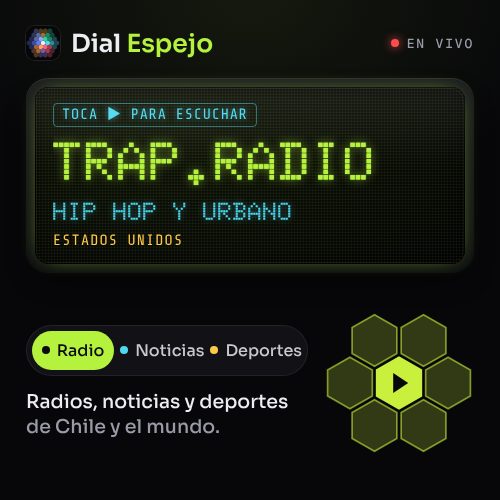 Dial Espejo
EN VIVO
TOCA ▶ PARA ESCUCHAR
TRAP.RADIO
HIP HOP Y URBANO
ESTADOS UNIDOS
Radio Noticias Deportes
Radios, noticias y deportes
de Chile y el mundo.